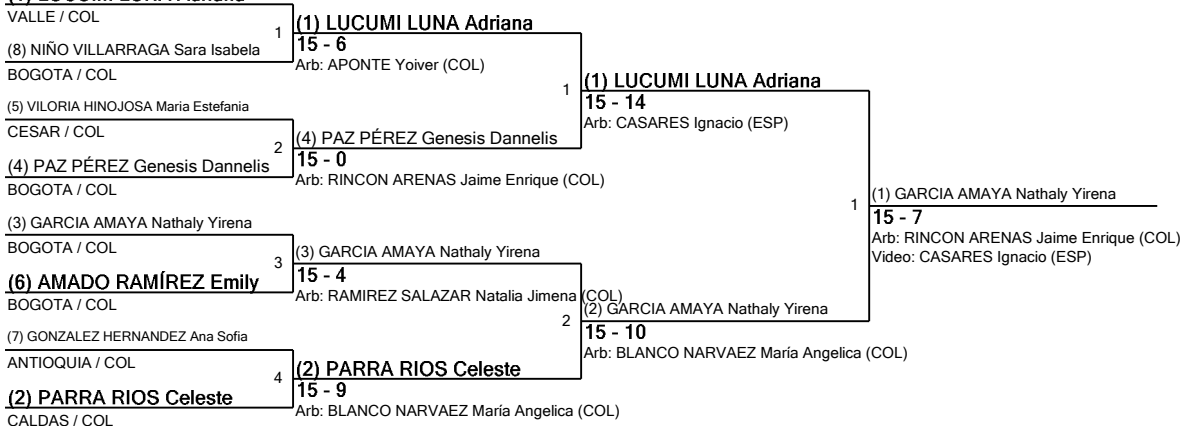 VALLE / COL
(8) NIÑO VILLARRAGA Sara Isabela
BOGOTA / COL
(5) VILORIA HINOJOSA Maria Estefania
CESAR / COL
(4) PAZ PÉREZ Genesis Dannelis
BOGOTA / COL
(3) GARCIA AMAYA Nathaly Yirena
BOGOTA / COL
(6) AMADO RAMÍREZ Emily
BOGOTA / COL
(7) GONZALEZ HERNANDEZ Ana Sofia
ANTIOQUIA / COL
(2) PARRA RIOS Celeste
CALDAS / COL
1
(1) LUCUMI LUNA Adriana
15 - 6
Arb: APONTE Yoiver (COL)
2
(4) PAZ PÉREZ Genesis Dannelis
15 - 0
Arb: RINCON ARENAS Jaime Enrique (COL)
3
(3) GARCIA AMAYA Nathaly Yirena
15 - 4
Arb: RAMIREZ SALAZAR Natalia Jimena (COL)
4
(2) PARRA RIOS Celeste
15 - 9
Arb: BLANCO NARVAEZ María Angelica (COL)
1
(1) LUCUMI LUNA Adriana
15 - 14
Arb: CASARES Ignacio (ESP)
2
(2) GARCIA AMAYA Nathaly Yirena
15 - 10
Arb: BLANCO NARVAEZ María Angelica (COL)
1
(1) GARCIA AMAYA Nathaly Yirena
15 - 7
Arb: RINCON ARENAS Jaime Enrique (COL)
Video: CASARES Ignacio (ESP)